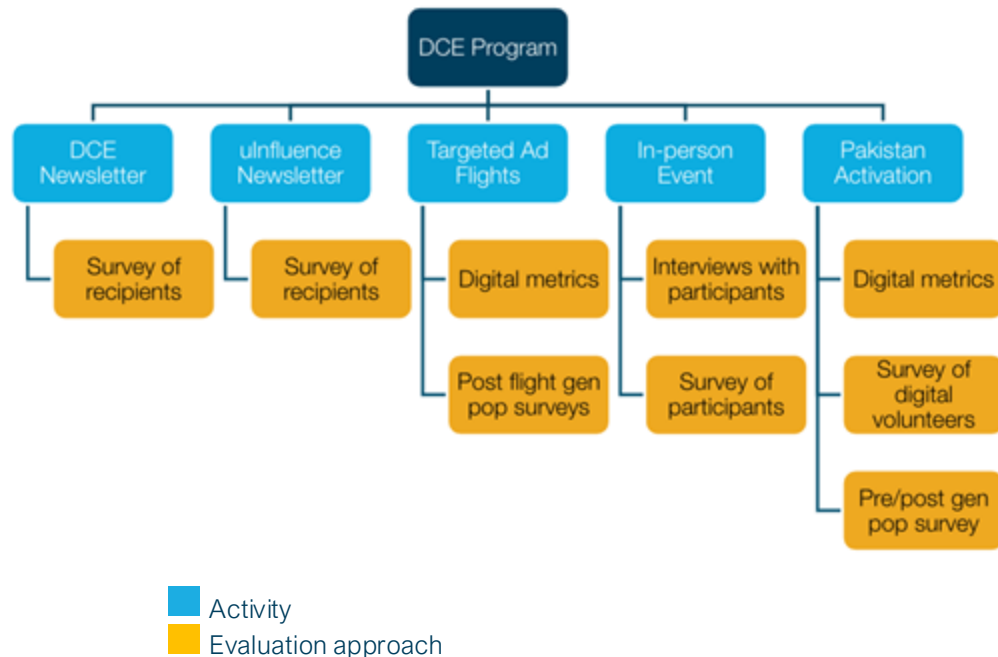 DCE Program
DCE
Newsletter
uInfluence
Newsletter
Targeted Ad
Flights
In-person
Event
Pakistan
Activation
Survey of
recipients
Survey of
recipients
Digital metrics
Interviews with
participants
Digital metrics
Post flight gen
pop surveys
Survey of
participants
Survey of
digital
volunteers
Pre/post gen
pop survey
Activity
Evaluation approach